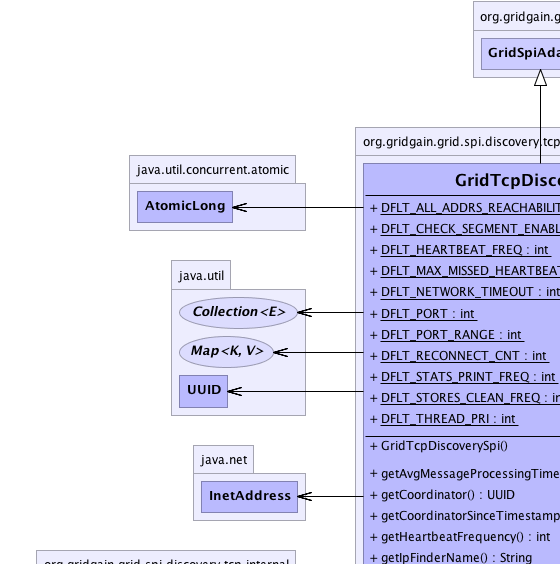 org.gridgain.g
GridSpiAda
org.gridgain.grid.spi.discovery.tcp
GridTcpDisco
+ DFLT_ALL_ADDRS_REACHABILIT
+ DFLT_CHECK_SEGMENT_ENABL
+ DFLT_HEARTBEAT_FREQ : int
+ DFLT_MAX_MISSED_HEARTBEAT
+ DFLT_NETWORK_TIMEOUT : int
+ DFLT_PORT : int
+ DFLT_PORT_RANGE : int
+ DFLT_RECONNECT_CNT : int
+ DFLT_STATS_PRINT_FREQ : int
+ DFLT_STORES_CLEAN_FREQ : in
+ DFLT_THREAD_PRI : int
+ GridTcpDiscoverySpi()
+ getAvgMessageProcessingTime
+ getCoordinator() : UUID
+ getCoordinatorSinceTimestamp
+ getHeartbeatFrequency() : int
+ getIpFinderName() : String
java.util.concurrent.atomic
AtomicLong
java.util
Collection<E>
Map<K, V>
UUID
java.net
InetAddress
org.gridgain.grid.spi.discovery.tcp.internal